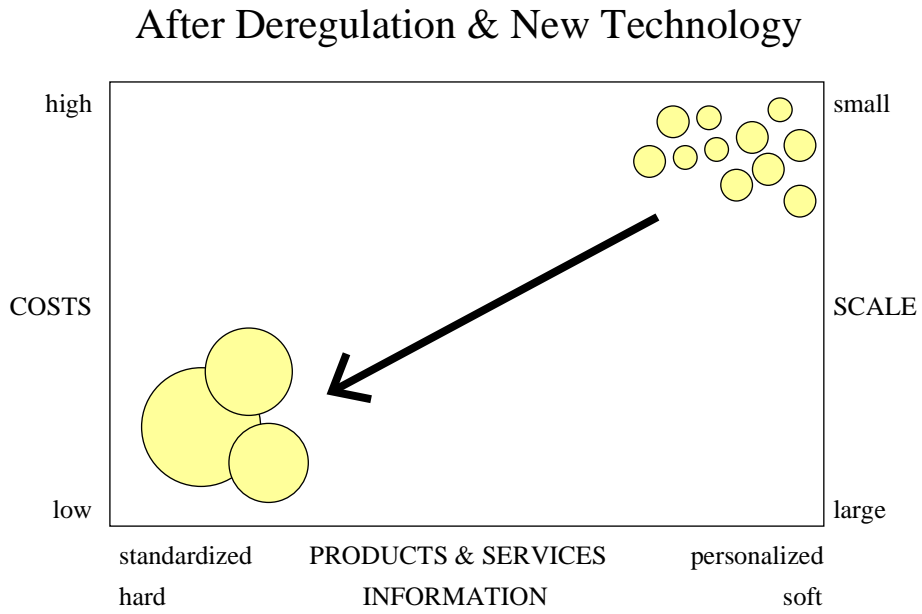 After Deregulation & New Technology
high
small
COSTS
SCALE
low
large
standardized PRODUCTS & SERVICES personalized
hard INFORMATION soft